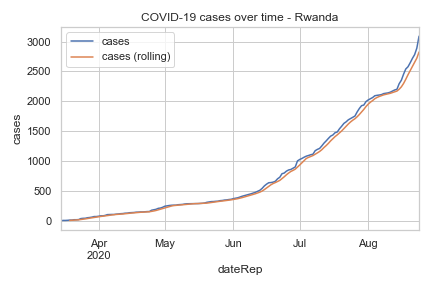 COVID-19 cases over time - Rwanda
cases
cases (rolling)
cases
3000
2500
2000
1500
1000
500
0
Apr May Jun Jul Aug
2020
dateRep